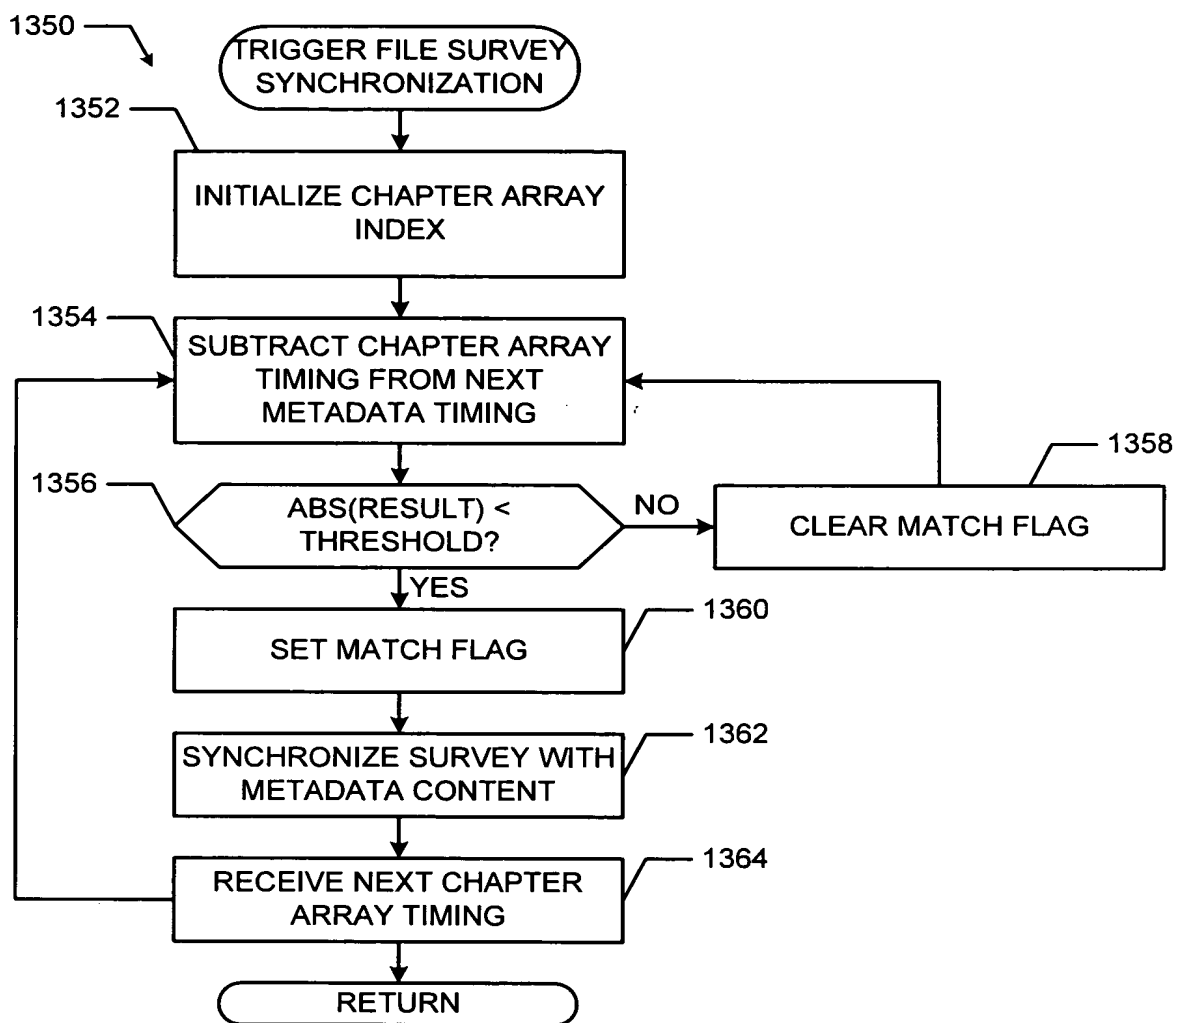 1350
TRIGGER FILE SURVEY
SYNCHRONIZATION
1352
INITIALIZE CHAPTER ARRAY
INDEX
1354
SUBTRACT CHAPTER ARRAY
TIMING FROM NEXT
METADATA TIMING
1356
ABS(RESULT) <
THRESHOLD?
NO
1358
CLEAR MATCH FLAG
YES
1360
SET MATCH FLAG
1362
SYNCHRONIZE SURVEY WITH
METADATA CONTENT
1364
RECEIVE NEXT CHAPTER
ARRAY TIMING
RETURN